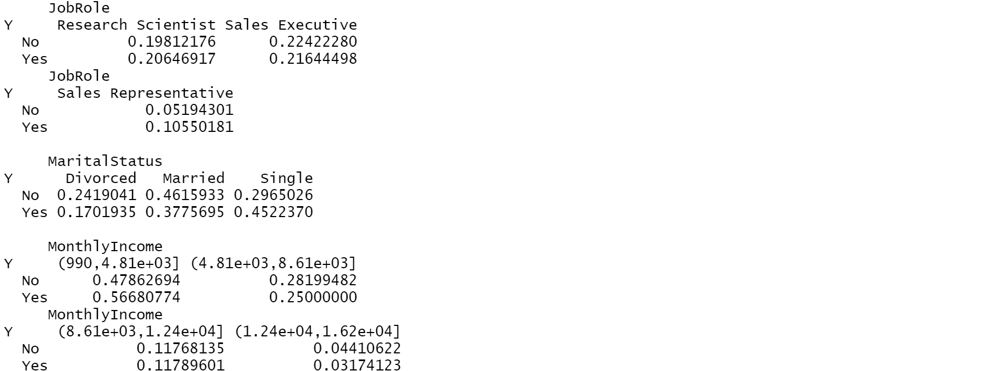 JobRole
Y     Research Scientist Sales Executive
  No          0.19812176      0.22422280
  Yes         0.20646917      0.21644498
     JobRole
Y     Sales Representative
  No            0.05194301
  Yes           0.10550181
     MaritalStatus
Y      Divorced   Married    Single
  No  0.2419041 0.4615933 0.2965026
  Yes 0.1701935 0.3775695 0.4522370
     MonthlyIncome
Y     (990,4.81e+03] (4.81e+03,8.61e+03]
  No      0.47862694          0.28199482
  Yes     0.56680774          0.25000000
     MonthlyIncome
Y     (8.61e+03,1.24e+04] (1.24e+04,1.62e+04]
  No           0.11768135          0.04410622
  Yes          0.11789601          0.03174123